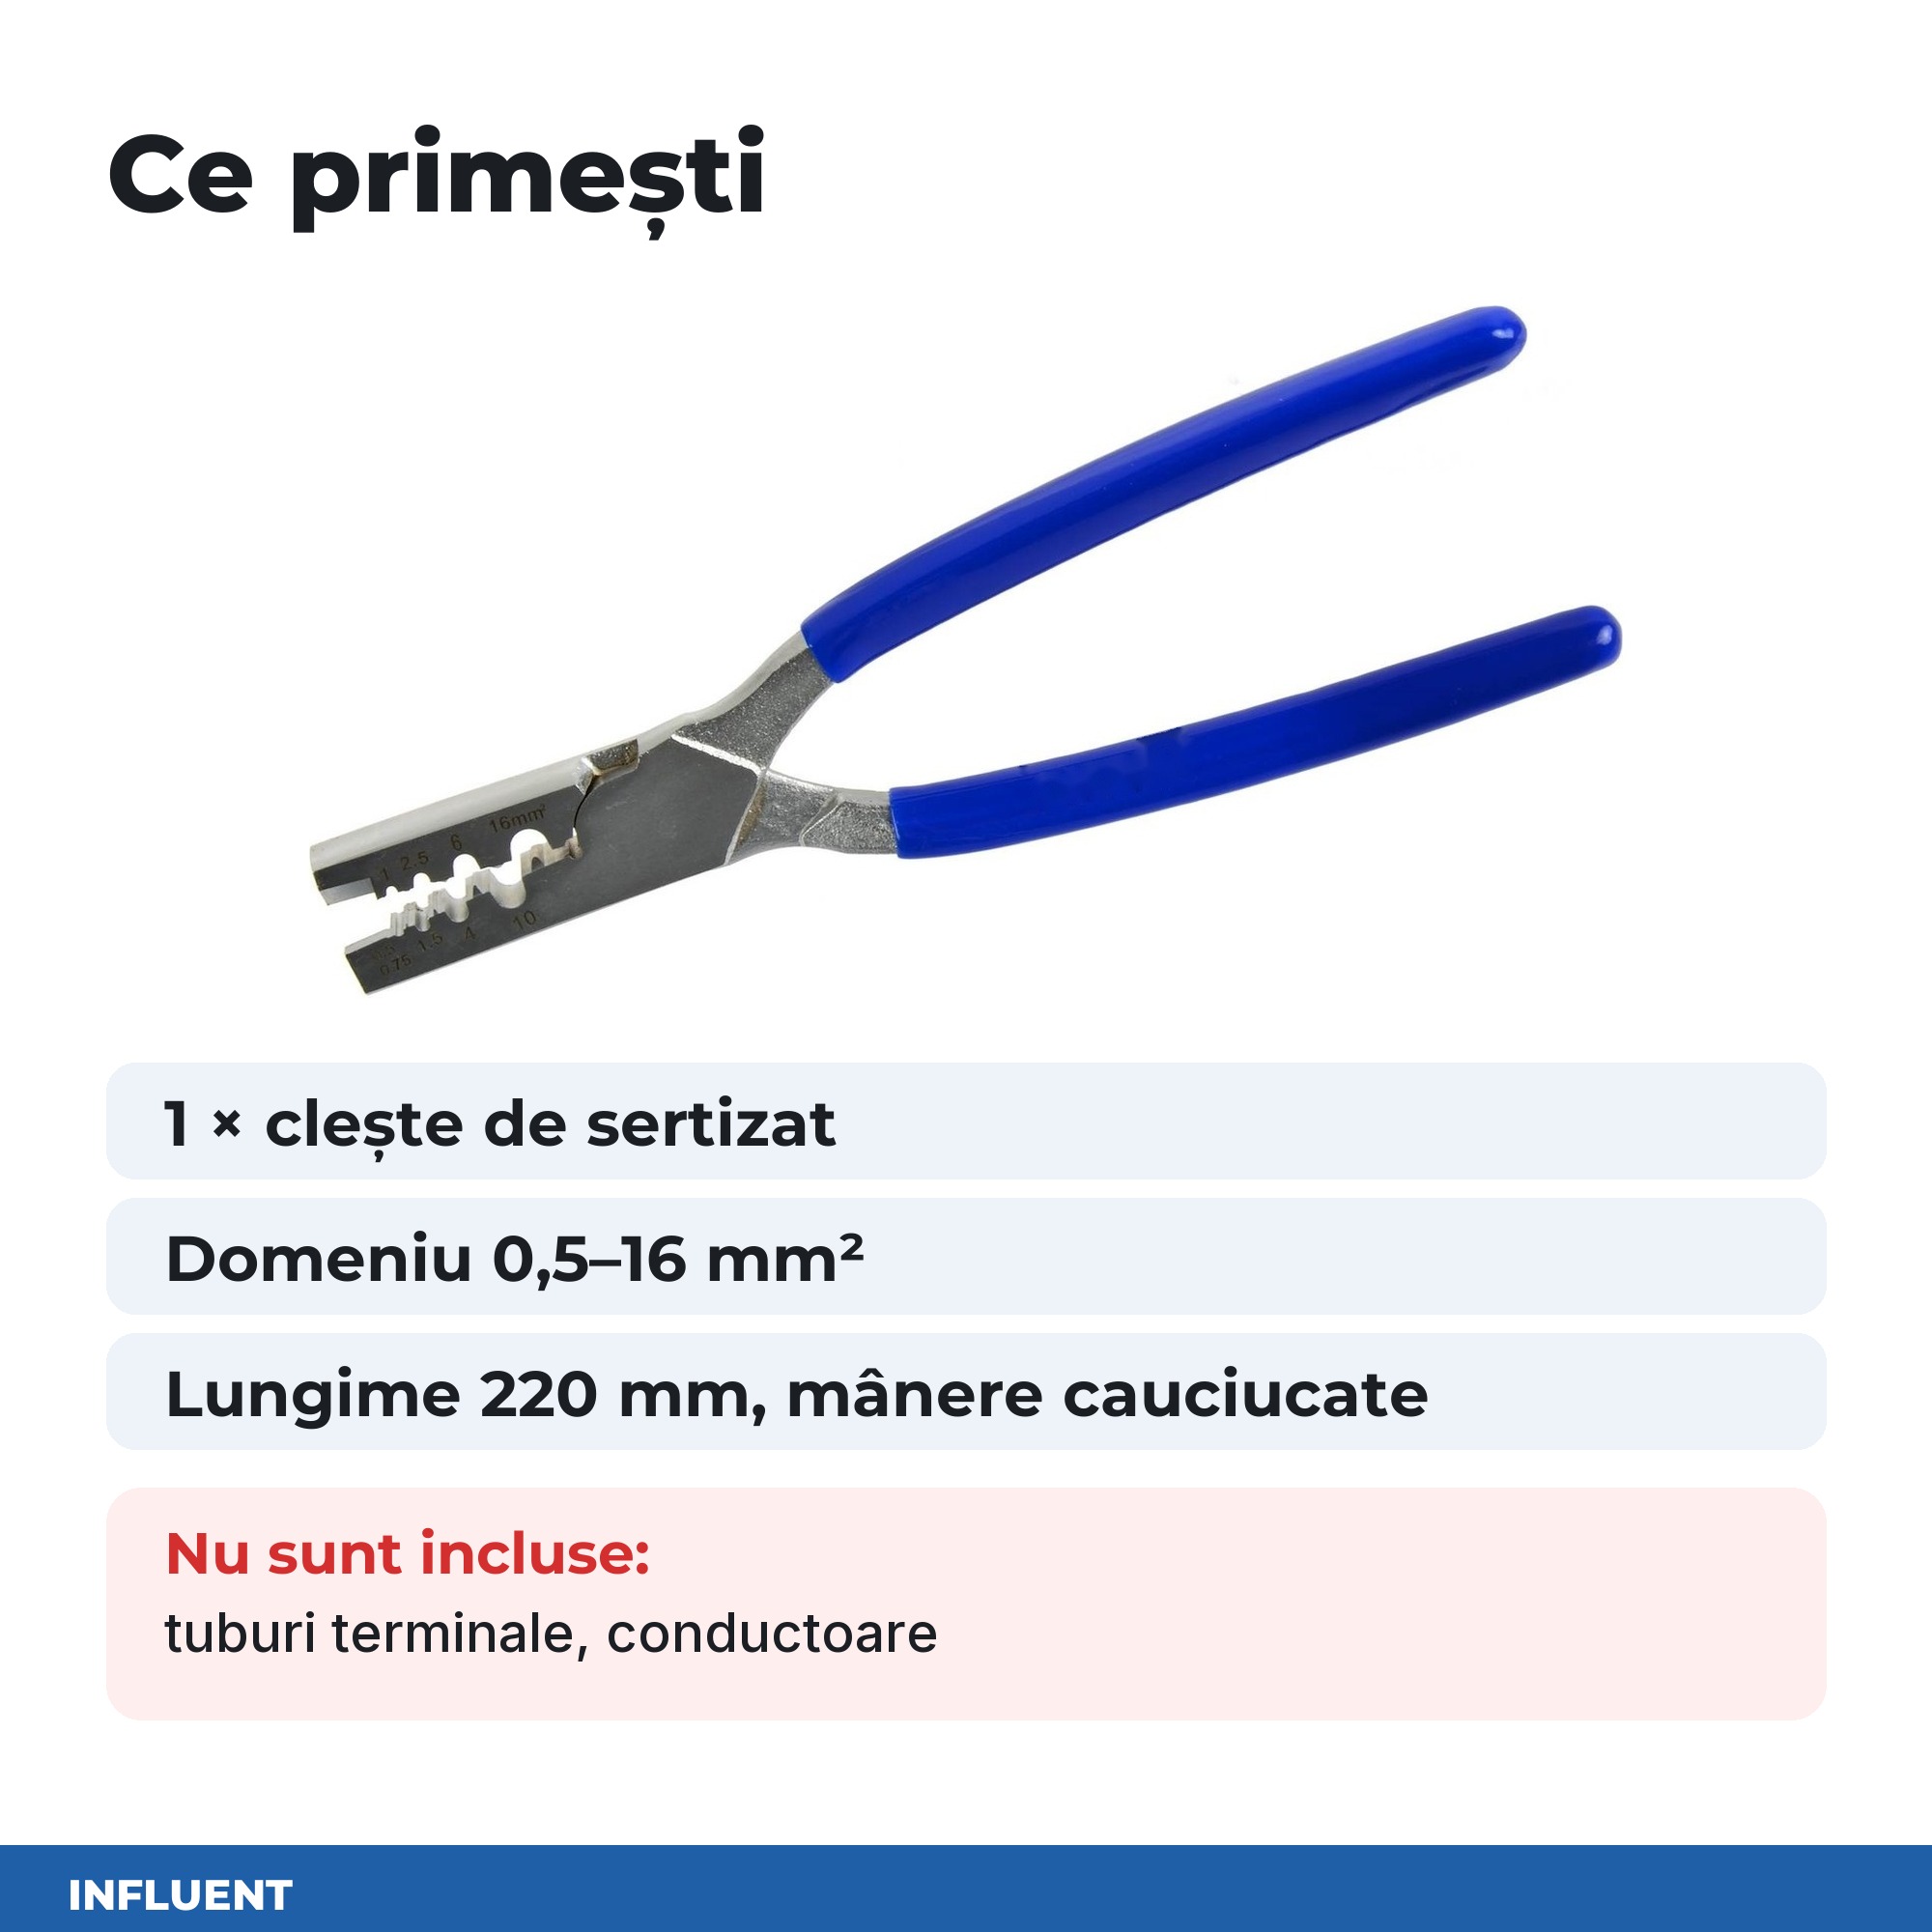 Ce primești
1 2.5 6 16mm²
1.5 4 10
0.75
1 × clește de sertizat
Domeniu 0,5–16 mm²
Lungime 220 mm, mânere cauciucate
Nu sunt incluse:
tuburi terminale, conductoare
INFLUENT